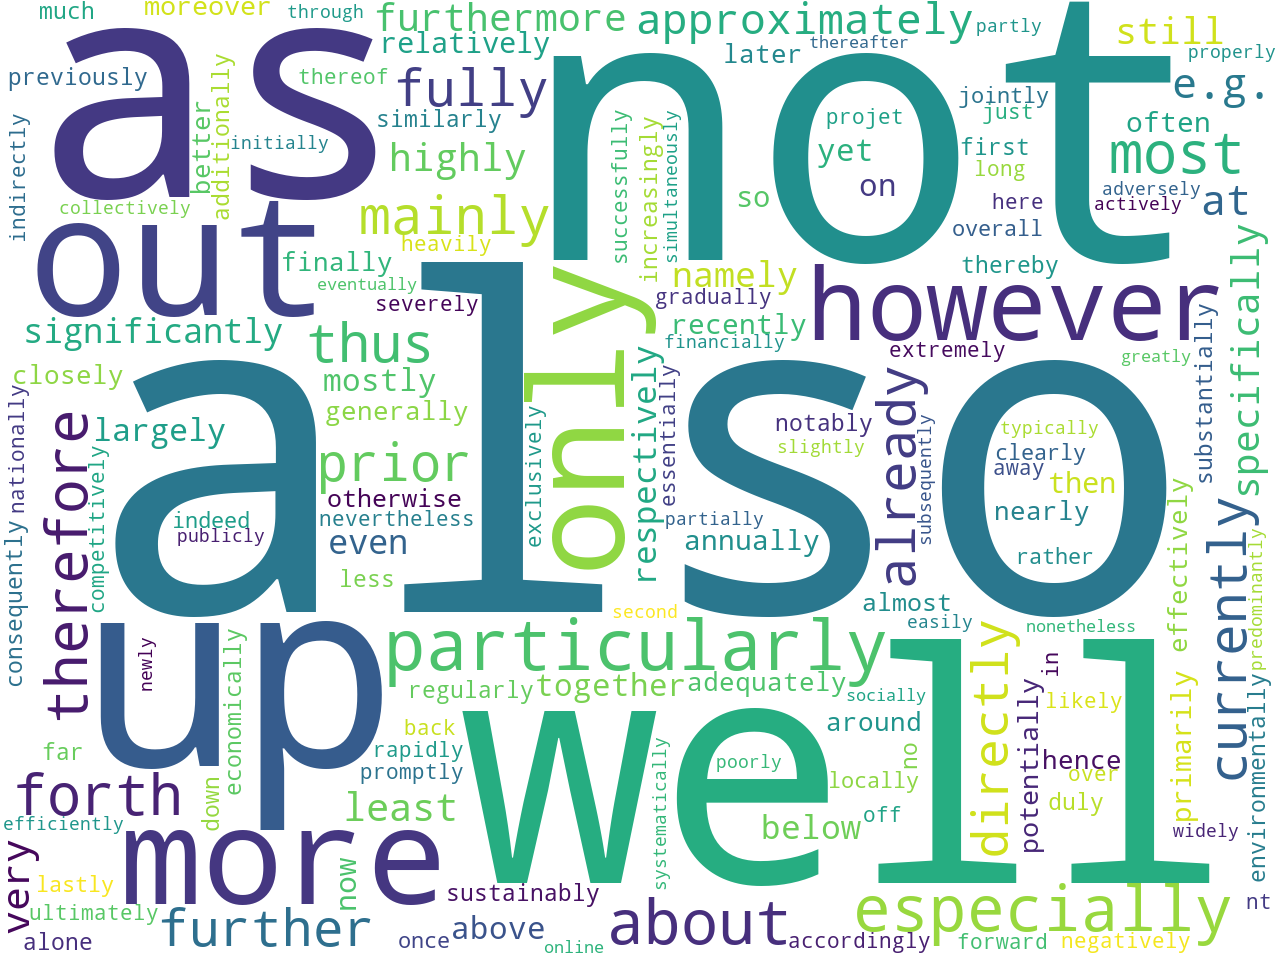 much
moreover
through
furthermore
approximately
partly
still
as
not
previously
additionally
better
thereof
relatively
fully
later
thereafter
properly
e.g.
indirectly
initially
similarly
highly
successfully
increasingly
simultaneously
projet
yet
on
so
jointly
just
first
long
often
most
adversely
actively
at
here
overall
collectively
out
mainly
heavily
finally
eventually
severely
only
namely
gradually
recently
financially
thereby
however
extremely
substantially
specifically
greatly
significantly
closely
thus
mostly
generally
largely
nationally
therefore
competitively
also
prior
otherwise
nevertheless
indeed
publicly
even
less
exclusively
respectively
essentially
notably
slightly
partially
annually
already
subsequently
typically
clearly
away
then
nearly
rather
currently
effectively
predominantly
consequently
second
almost
easily
nonetheless
up
newly
economically
particularly
regularly
together
adequately
socially
around
directly
in
likely
potentially
primarily
environmentally
far
back
rapidly
promptly
well
systematically
poorly
locally
no
hence
over
duly
forth
down
least
below
off
widely
efficiently
more
very
lastly
now
sustainably
ultimately
alone
further
once
above
online
about
accordingly
especially
forward
negatively
nt